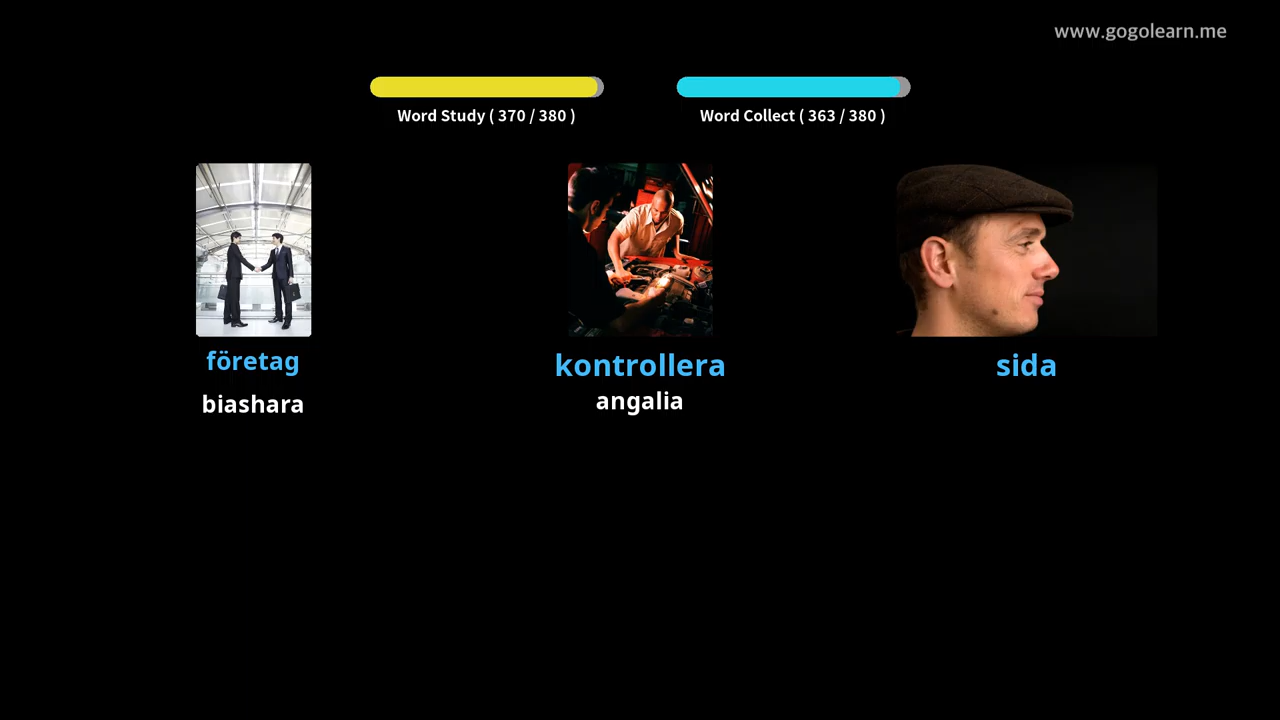 www.gogolearn.me
Word Study ( 370 / 380 )
Word Collect ( 363 / 380 )
företag
kontrollera
sida
biashara
angalia